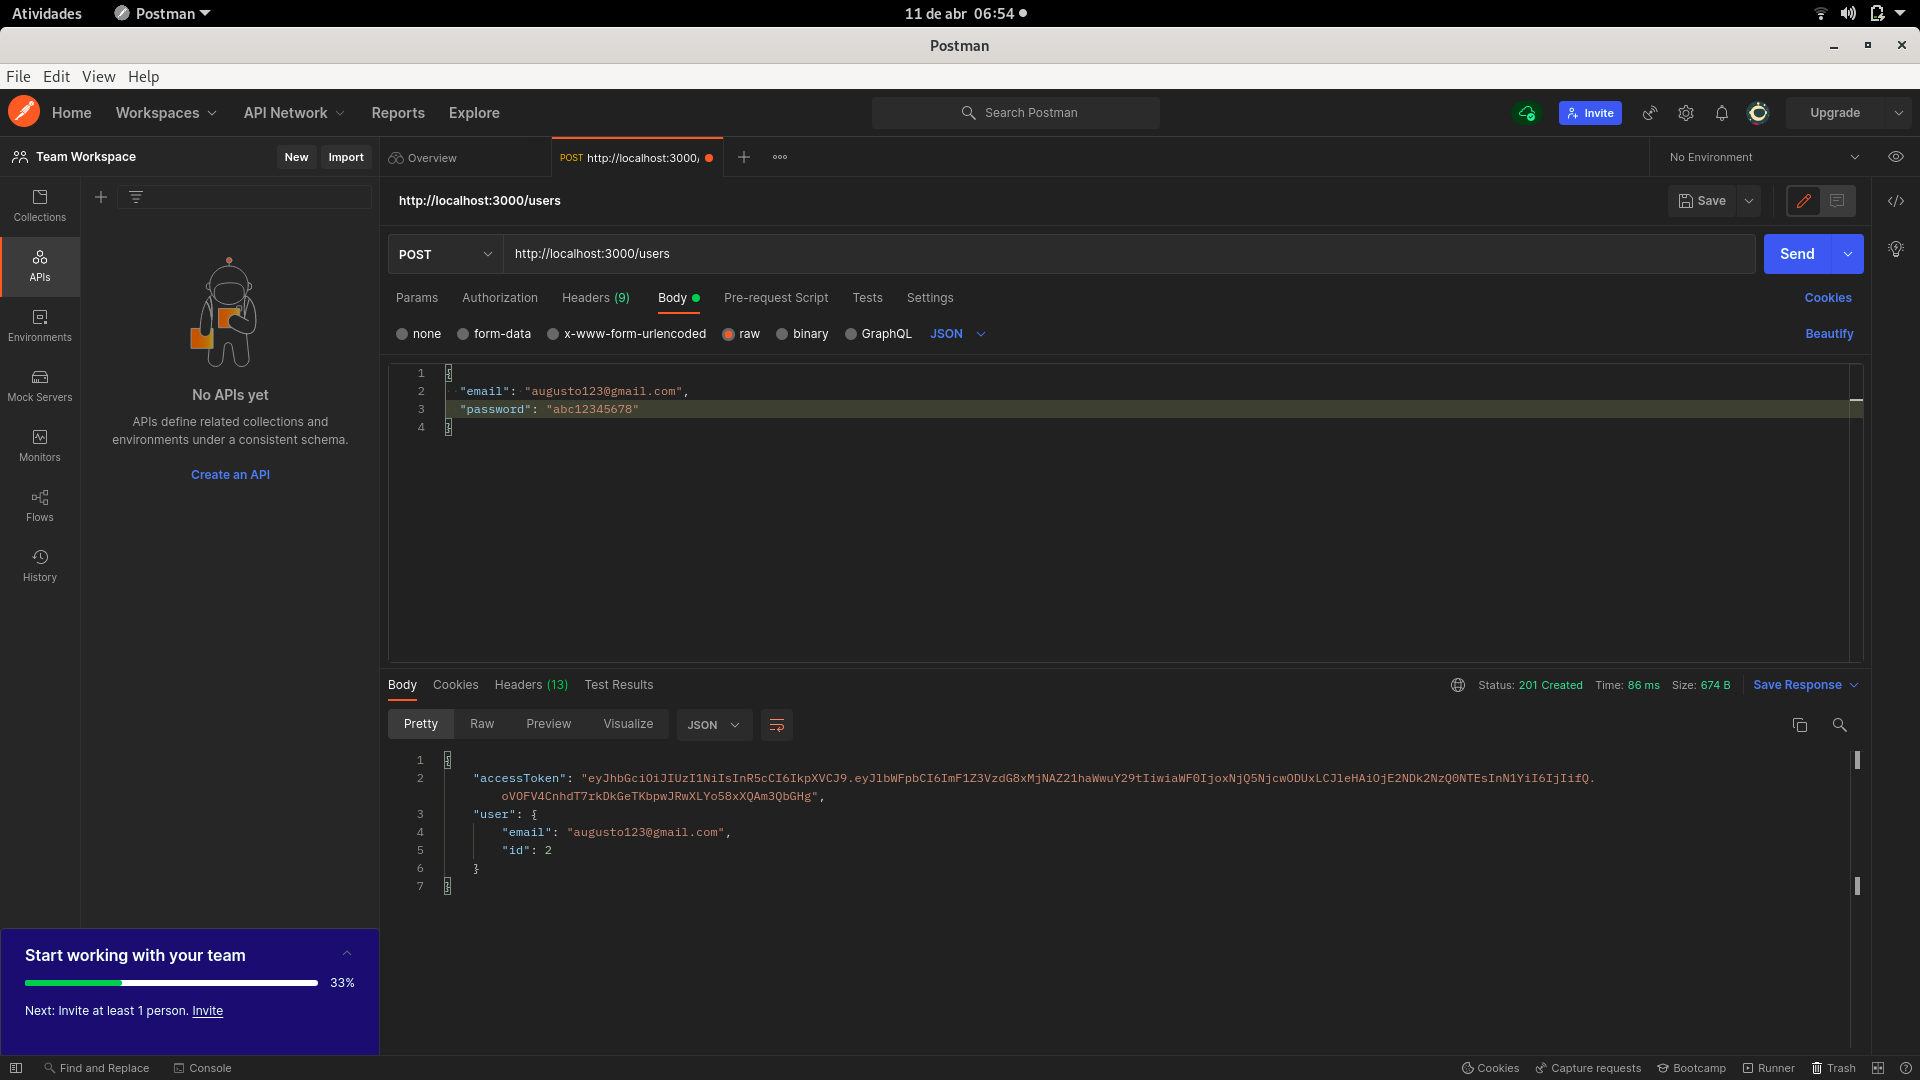 Atividades Postman 11 de abr 06:54
Postman
File Edit View Help
Home Workspaces API Network Reports Explore Search Postman Invite Upgrade
Team Workspace New Import Overview POST http://localhost:3000/ No Environment
http://localhost:3000/users Save
POST http://localhost:3000/users Send
Params Authorization Headers (9) Body Pre-request Script Tests Settings Cookies
none form-data x-www-form-urlencoded raw binary GraphQL JSON Beautify
Collections
APIs
Environments
Mock Servers
Monitors
Flows
History
No APIs yet
APIs define related collections and
environments under a consistent schema.
Create an API
1 {
2 "email": "augusto123@gmail.com",
3 "password": "abc12345678"
4 }
Body Cookies Headers (13) Test Results Status: 201 Created Time: 86 ms Size: 674 B Save Response
Pretty Raw Preview Visualize JSON
1 {
2 "accessToken": "eyJhbGciOiJIUzI1NiIsInR5cCI6IkpXVCJ9.eyJlbWFpbCI6ImF1Z3VzdG8xMjNAZ21haWwuY29tIiwiaWF0IjoxNjQ5NjcwODUxLCJleHAiOjE2NDk2NzQ0NTEsInN1YiI6IjIifQ.
oVOFV4CnhdT7rkDkGeTKbpwJRwXLYo58xXQAm3QbGHg",
3 "user": {
4 "email": "augusto123@gmail.com",
5 "id": 2
6 }
7 }
Start working with your team
33%
Next: Invite at least 1 person. Invite
Find and Replace Console Cookies Capture requests Bootcamp Runner Trash